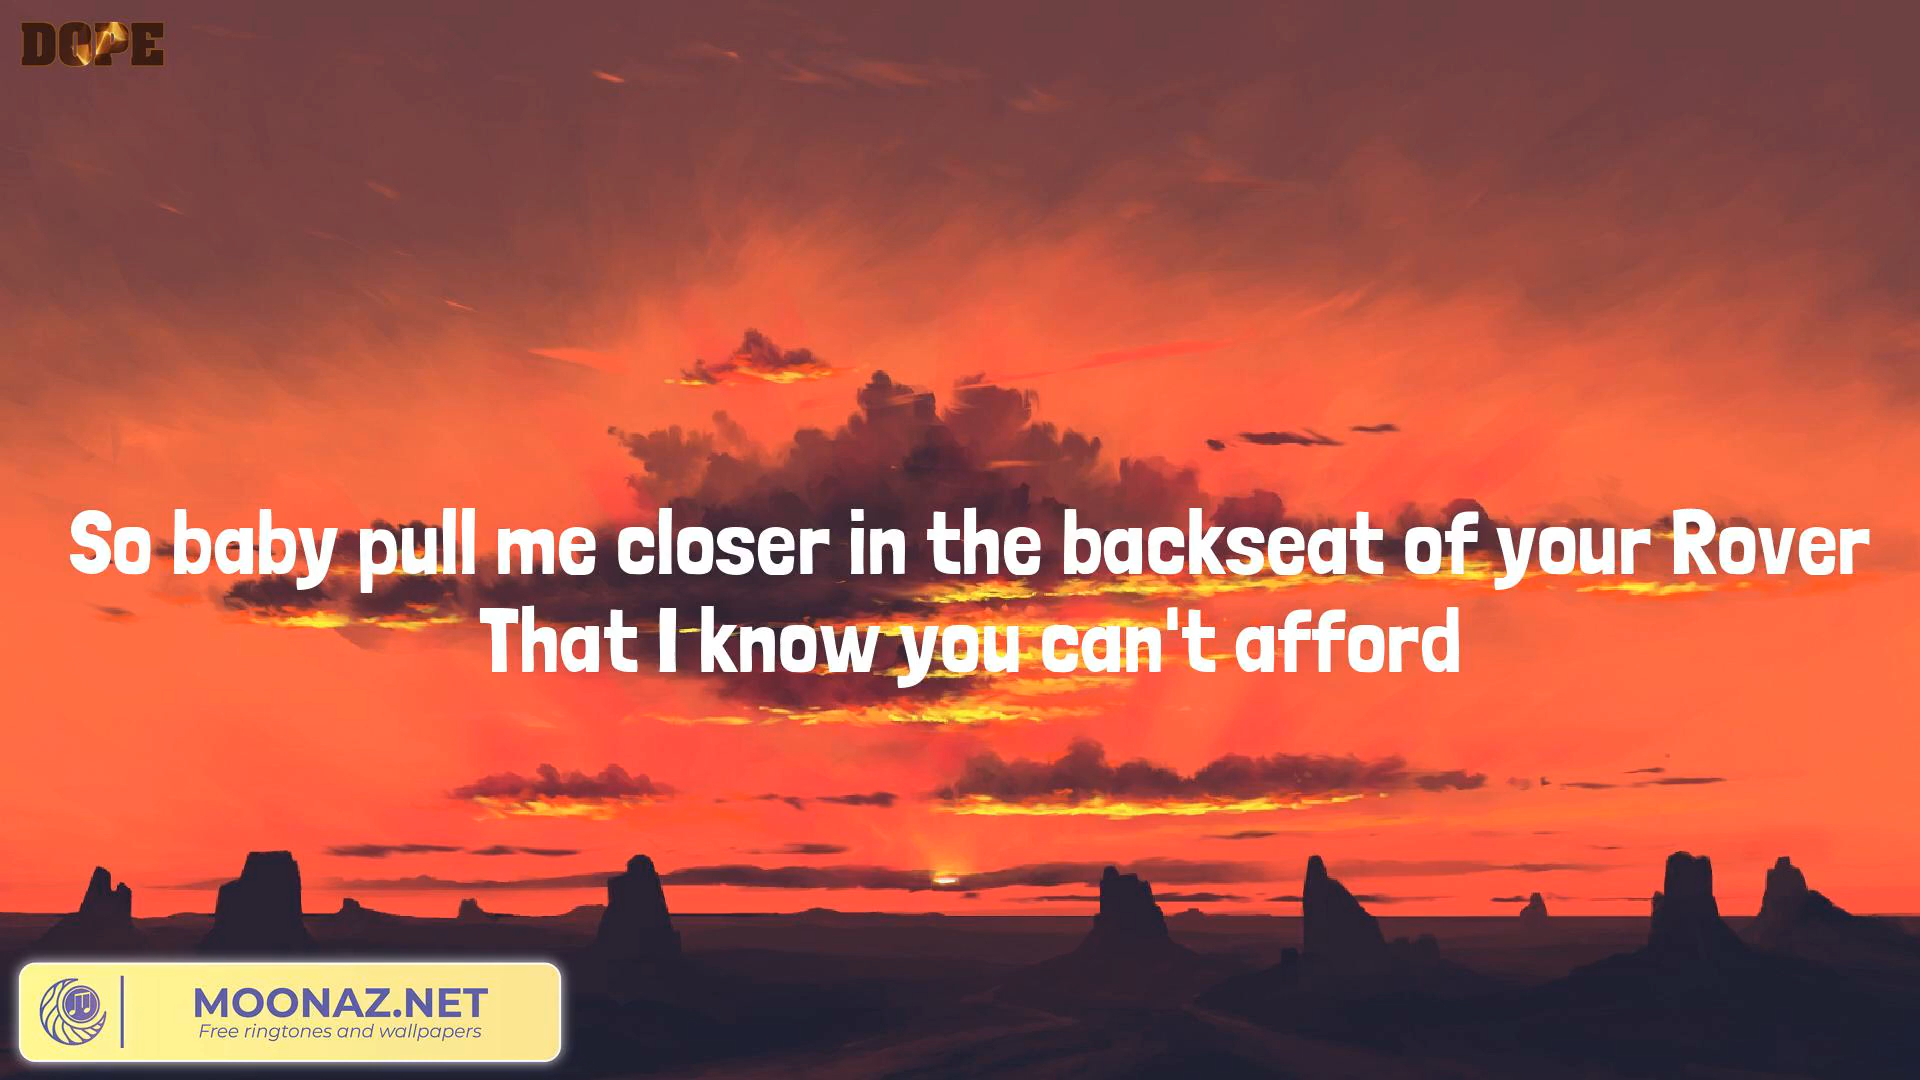 DOPE
So baby pull me closer in the backseat of your Rover
That I know you can't afford
MOONAZ.NET
Free ringtones and wallpapers